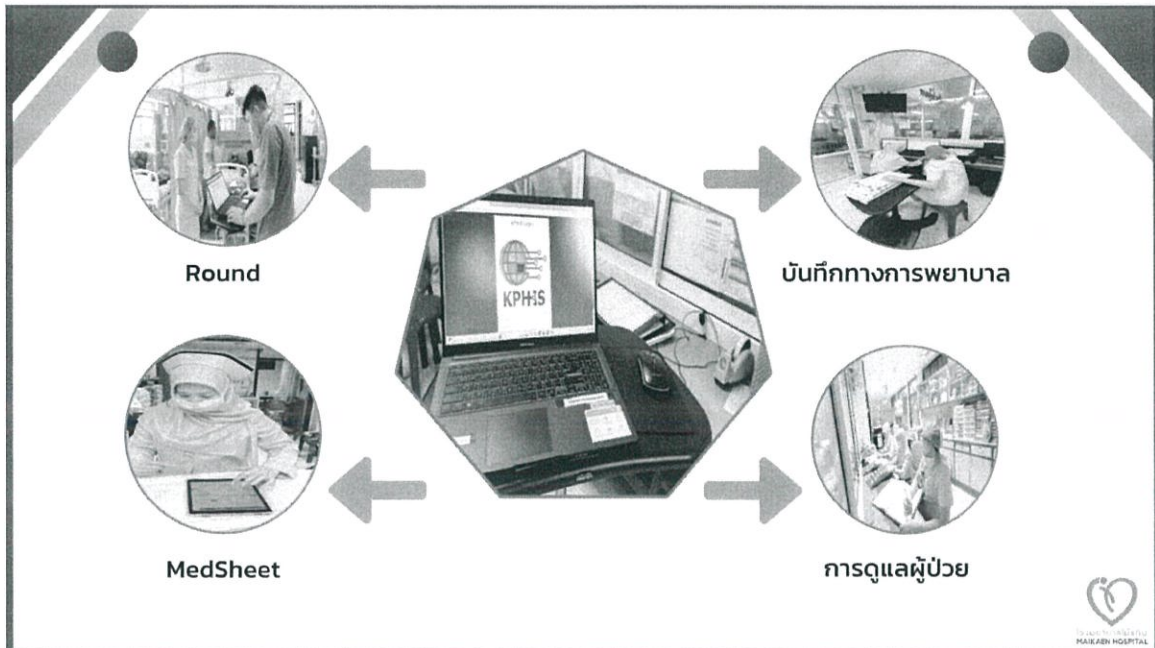 Round
บันทึกทางการพยาบาล
KPHIS
MedSheet
การดูแลผู้ป่วย
MAIKAEN HOSPITAL